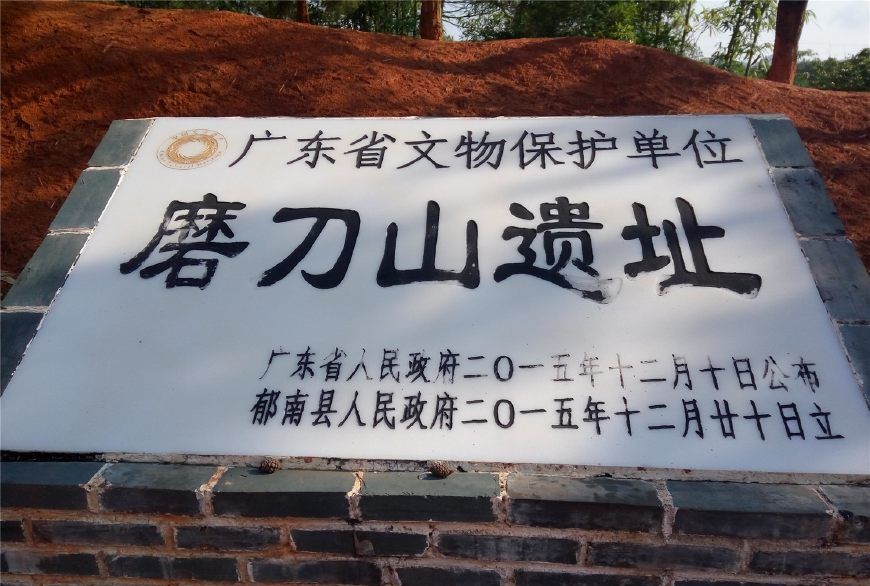 广东省文物保护单位
磨刀山遗址
广东省人民政府二〇一五年十二月十日公布
郁南县人民政府二〇一五年十二月廿十日立